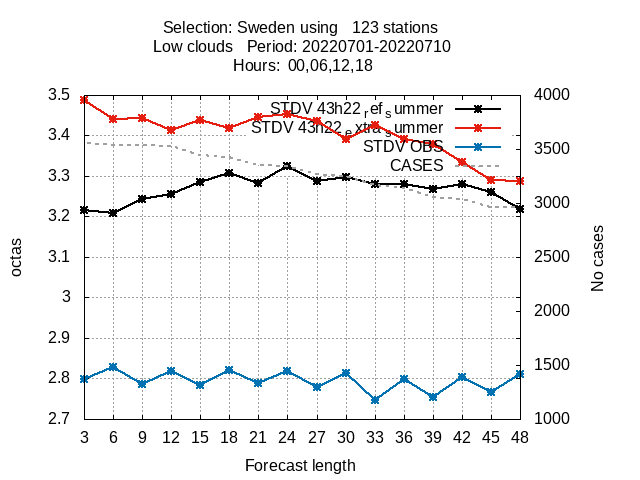 Selection: Sweden using   123 stations
Low clouds   Period: 20220701-20220710
Hours:  00,06,12,18
STDV 43h22_ref_summer
STDV 43h22_extra_summer
STDV OBS
CASES
3.5
3.4
3.3
3.2
3.1
3
2.9
2.8
2.7
octas
4000
3500
3000
2500
2000
1500
1000
No cases
3 6 9 12 15 18 21 24 27 30 33 36 39 42 45 48
Forecast length